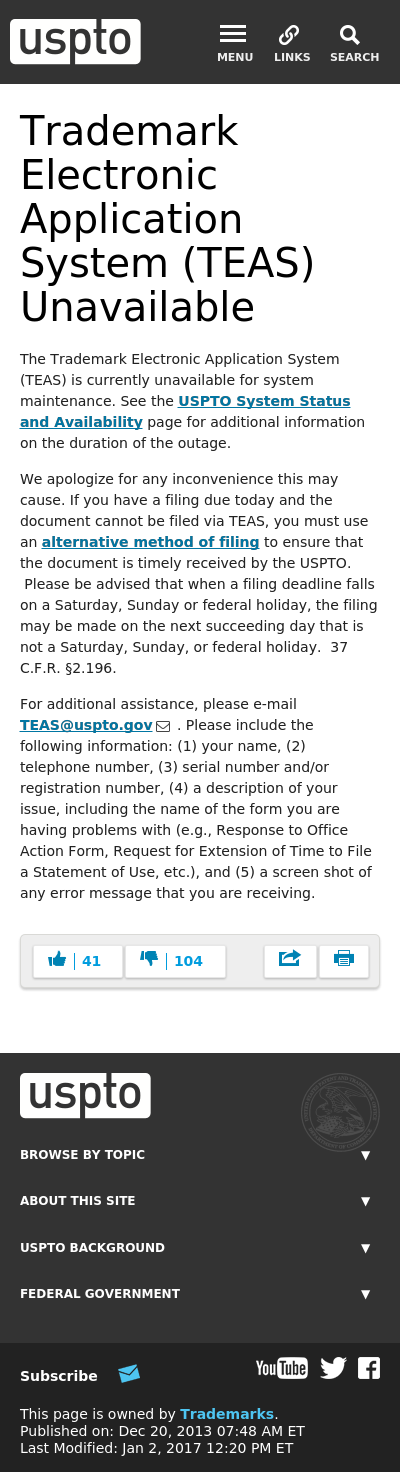 uspto
MENU LINKS SEARCH
Trademark
Electronic
Application
System (TEAS)
Unavailable
The Trademark Electronic Application System
(TEAS) is currently unavailable for system
maintenance. See the USPTO System Status
and Availability page for additional information
on the duration of the outage.
We apologize for any inconvenience this may
cause. If you have a filing due today and the
document cannot be filed via TEAS, you must use
an alternative method of filing to ensure that
the document is timely received by the USPTO.
Please be advised that when a filing deadline falls
on a Saturday, Sunday or federal holiday, the filing
may be made on the next succeeding day that is
not a Saturday, Sunday, or federal holiday.  37
C.F.R. §2.196.
For additional assistance, please e-mail
TEAS@uspto.gov . Please include the
following information: (1) your name, (2)
telephone number, (3) serial number and/or
registration number, (4) a description of your
issue, including the name of the form you are
having problems with (e.g., Response to Office
Action Form, Request for Extension of Time to File
a Statement of Use, etc.), and (5) a screen shot of
any error message that you are receiving.
41 104
uspto
BROWSE BY TOPIC ▼
ABOUT THIS SITE ▼
USPTO BACKGROUND ▼
FEDERAL GOVERNMENT ▼
Subscribe YouTube
This page is owned by Trademarks.
Published on: Dec 20, 2013 07:48 AM ET
Last Modified: Jan 2, 2017 12:20 PM ET